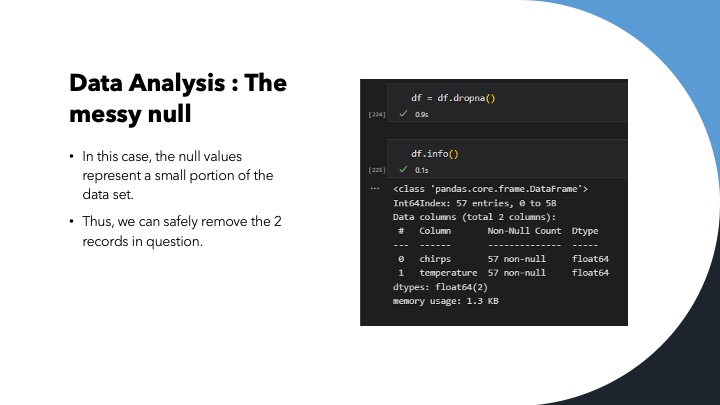 Data Analysis : The
messy null
• In this case, the null values
represent a small portion of the
data set.
• Thus, we can safely remove the 2
records in question.
df = df.dropna()
[224] ✓ 0.9s
df.info()
[225] ✓ 0.1s
... <class 'pandas.core.frame.DataFrame'>
Int64Index: 57 entries, 0 to 58
Data columns (total 2 columns):
#   Column       Non-Null Count  Dtype
---  ------       --------------  -----
0   chirps       57 non-null     float64
1   temperature  57 non-null     float64
dtypes: float64(2)
memory usage: 1.3 KB